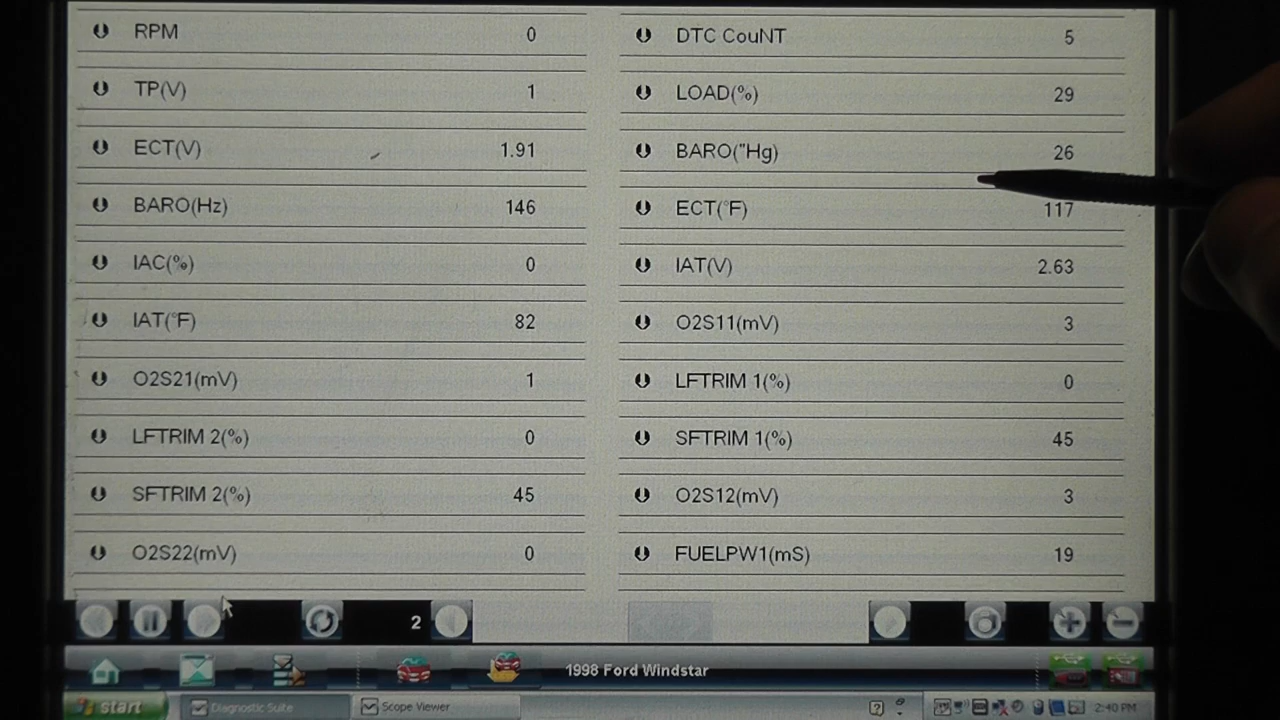 RPM 0 DTC CouNT 5
TP(V) 1 LOAD(%) 29
ECT(V) 1.91 BARO("Hg) 26
BARO(Hz) 146 ECT(°F) 117
IAC(%) 0 IAT(V) 2.63
IAT(°F) 82 O2S11(mV) 3
O2S21(mV) 1 LFTRIM 1(%) 0
LFTRIM 2(%) 0 SFTRIM 1(%) 45
SFTRIM 2(%) 45 O2S12(mV) 3
O2S22(mV) 0 FUELPW1(mS) 19
2
1998 Ford Windstar
start Diagnostic Suite Scope Viewer ? 2:40 PM